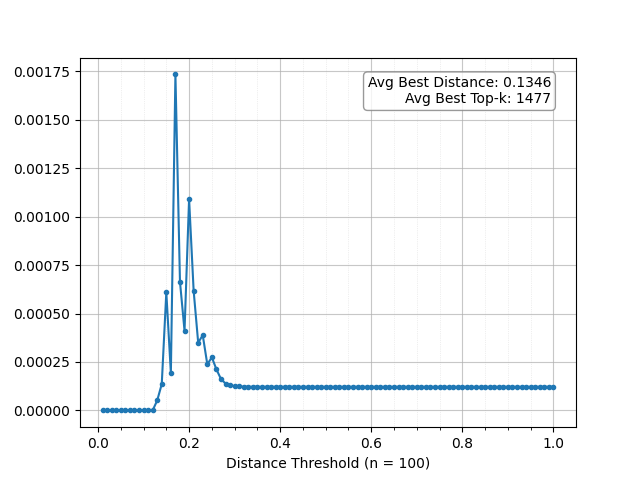 Avg Best Distance: 0.1346
Avg Best Top-k: 1477
0.00175
0.00150
0.00125
0.00100
0.00075
0.00050
0.00025
0.00000
0.0 0.2 0.4 0.6 0.8 1.0
Distance Threshold (n = 100)